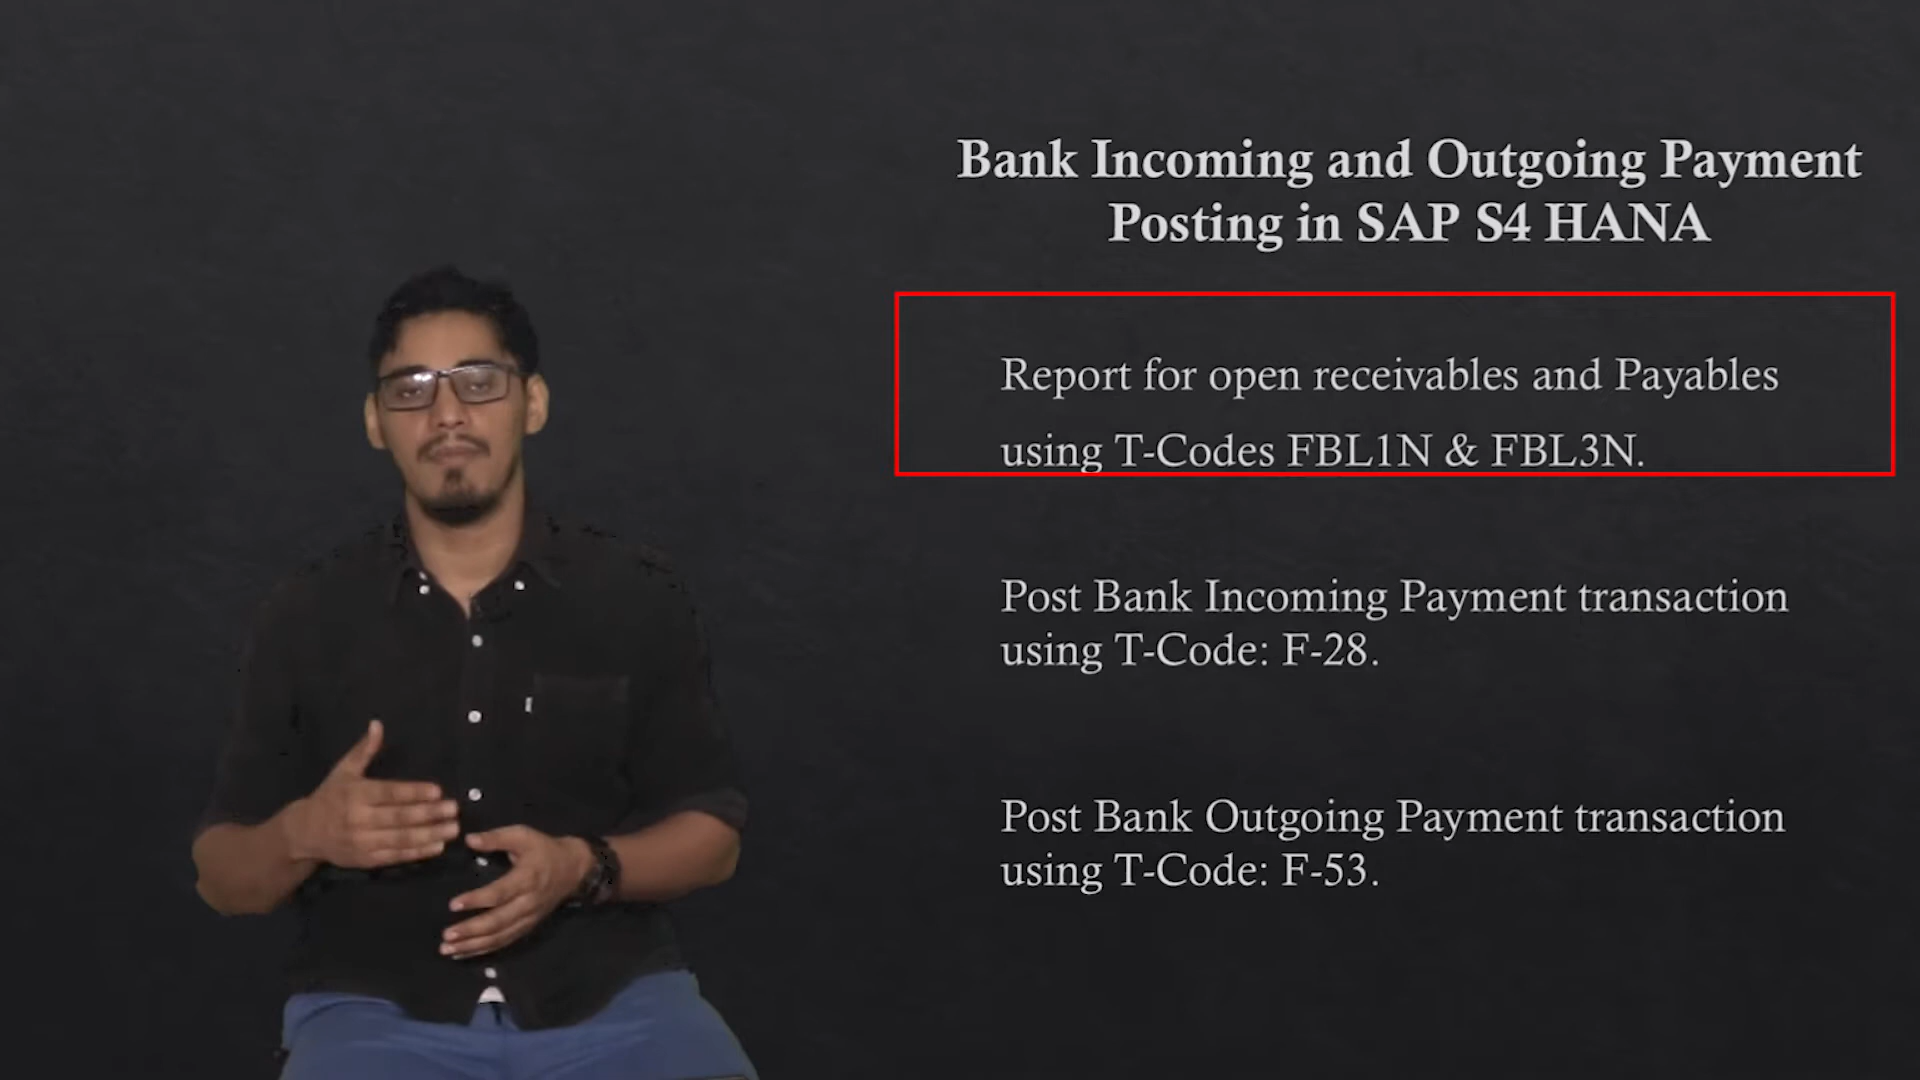 Bank Incoming and Outgoing Payment
Posting in SAP S4 HANA
Report for open receivables and Payables
using T-Codes FBL1N & FBL3N.
Post Bank Incoming Payment transaction
using T-Code: F-28.
Post Bank Outgoing Payment transaction
using T-Code: F-53.